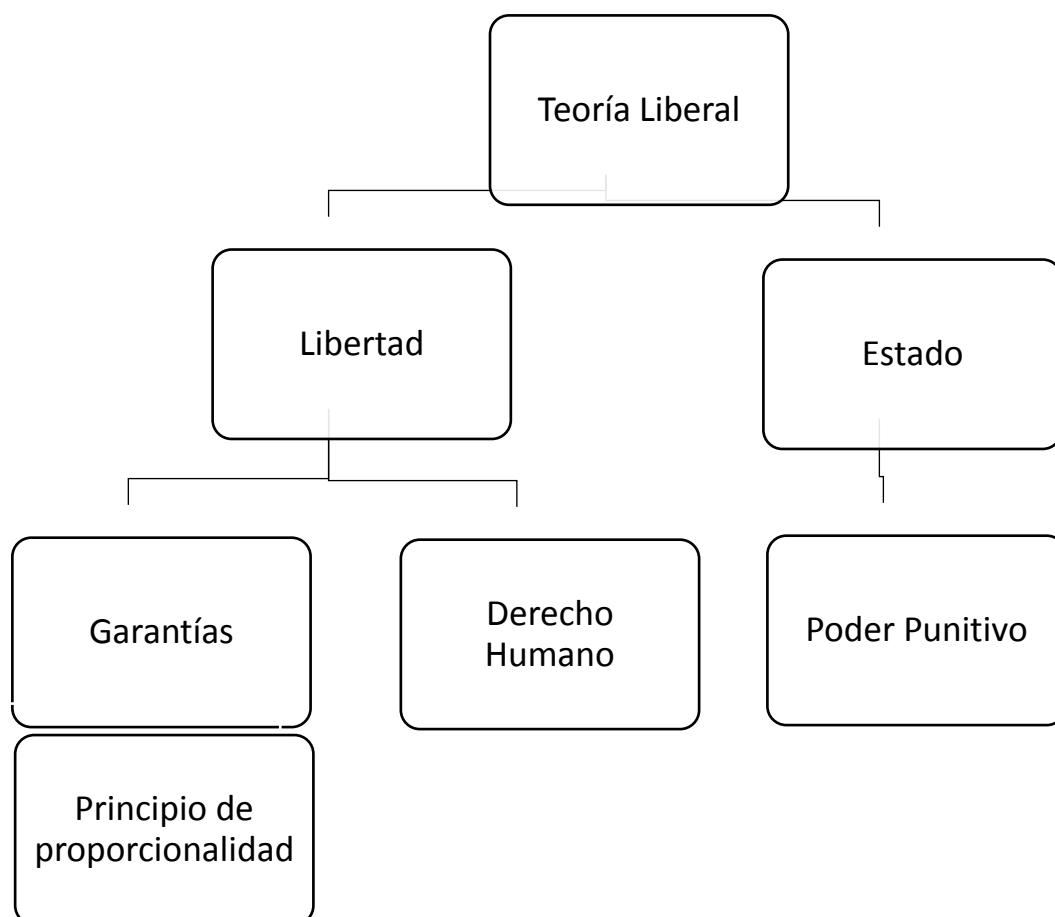 Teoría Liberal
Libertad
Estado
Garantías
Derecho
Humano
Poder Punitivo
Principio de
proporcionalidad